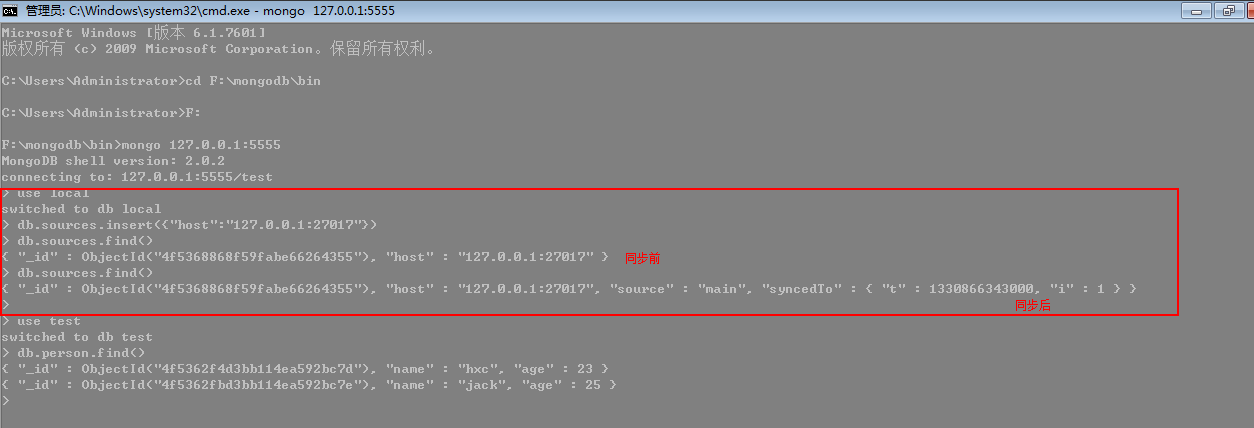 管理员: C:\Windows\system32\cmd.exe - mongo  127.0.0.1:5555
Microsoft Windows [版本 6.1.7601]
版权所有 (c) 2009 Microsoft Corporation。保留所有权利。
C:\Users\Administrator>cd F:\mongodb\bin
C:\Users\Administrator>F:
F:\mongodb\bin>mongo 127.0.0.1:5555
MongoDB shell version: 2.0.2
connecting to: 127.0.0.1:5555/test
> use local
switched to db local
> db.sources.insert({"host":"127.0.0.1:27017"})
> db.sources.find()
{ "_id" : ObjectId("4f5368868f59fabe66264355"), "host" : "127.0.0.1:27017" } 同步前
> db.sources.find()
{ "_id" : ObjectId("4f5368868f59fabe66264355"), "host" : "127.0.0.1:27017", "source" : "main", "syncedTo" : { "t" : 1330866343000, "i" : 1 } }
> 同步后
> use test
switched to db test
> db.person.find()
{ "_id" : ObjectId("4f5362f4d3bb114ea592bc7d"), "name" : "hxc", "age" : 23 }
{ "_id" : ObjectId("4f5362fbd3bb114ea592bc7e"), "name" : "jack", "age" : 25 }
>